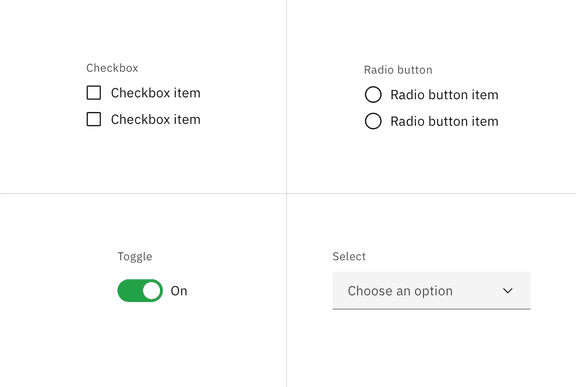 Checkbox
Checkbox item
Checkbox item
Radio button
Radio button item
Radio button item
Toggle
On
Select
Choose an option